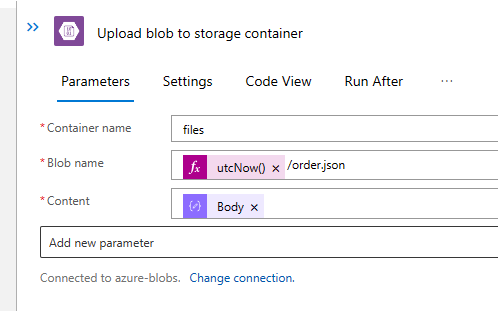 Upload blob to storage container
Parameters Settings Code View Run After ...
* Container name files
* Blob name fx utcNow() × /order.json
* Content Body ×
Add new parameter
Connected to azure-blobs. Change connection.